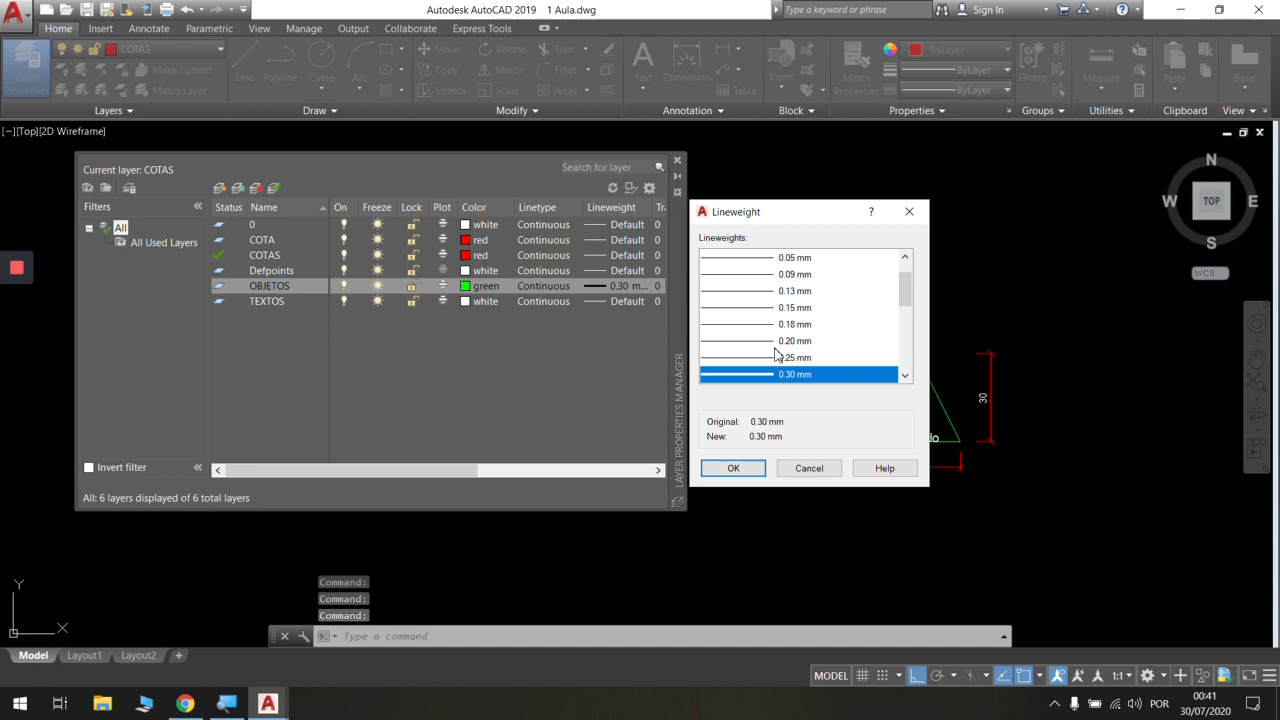 Autodesk AutoCAD 2019 1 Aula.dwg
Type a keyword or phrase
Sign In
Home Insert Annotate Parametric View Manage Output Collaborate Express Tools
Layer
Properties
COTAS
Make Current
Match Layer
Layers
Line
Polyline
Circle
Arc
Draw
Move
Rotate
Trim
Copy
Mirror
Fillet
Stretch
Scale
Array
Modify
Text
Dimension
Table
Annotation
Insert
Block
Match
Properties
ByLayer
ByLayer
ByLayer
Properties
Group
Groups
Measure
Utilities
Paste
Clipboard
Base
View
[−][Top][2D Wireframe]
N
W
TOP
E
S
WCS
Current layer: COTAS
Search for layer
Filters
All
All Used Layers
Status Name On Freeze Lock Plot Color Linetype Lineweight Tr
0 white Continuous Default 0
COTA red Continuous Default 0
COTAS red Continuous Default 0
Defpoints white Continuous Default 0
OBJETOS green Continuous 0.30 m... 0
TEXTOS white Continuous Default 0
Invert filter
All: 6 layers displayed of 6 total layers
LAYER PROPERTIES MANAGER
Lineweight
Lineweights:
0.05 mm
0.09 mm
0.13 mm
0.15 mm
0.18 mm
0.20 mm
0.25 mm
0.30 mm
Original: 0.30 mm
New: 0.30 mm
OK Cancel Help
30
do
Y
X
Command:
Command:
Command:
Type a command
Model Layout1 Layout2
MODEL
1:1
POR
00:41
30/07/2020